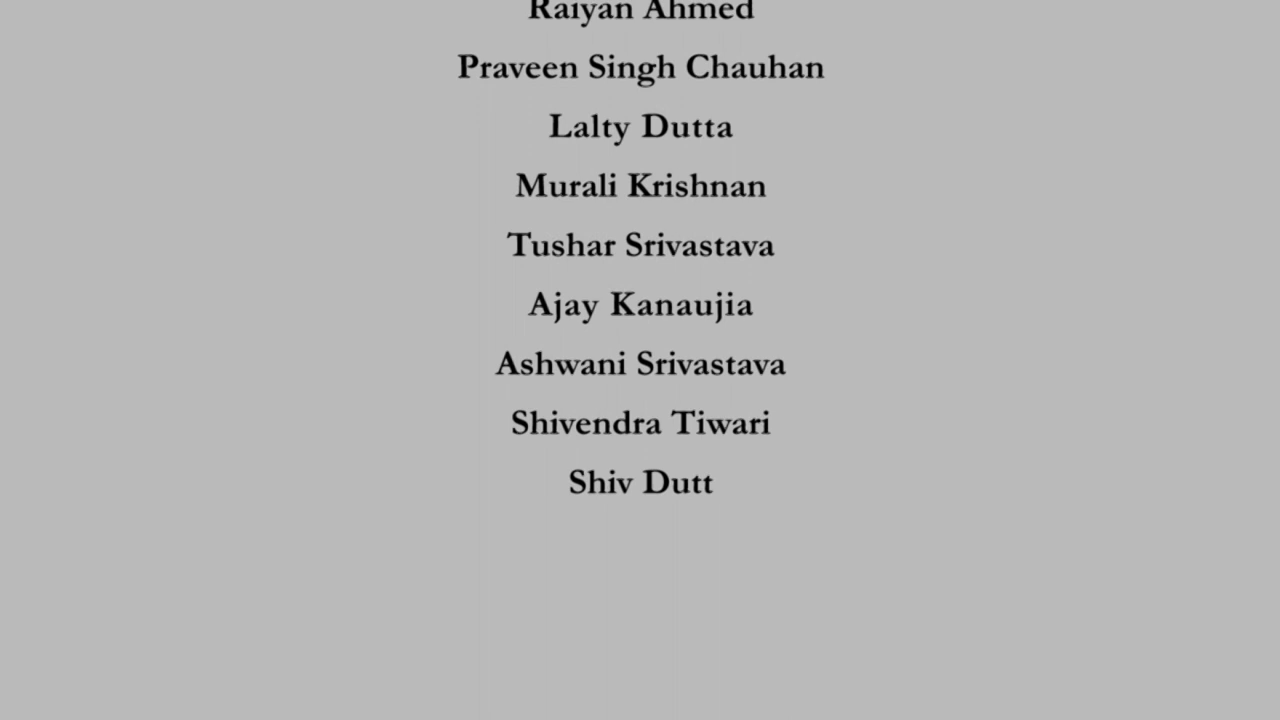 Raiyan Ahmed
Praveen Singh Chauhan
Lalty Dutta
Murali Krishnan
Tushar Srivastava
Ajay Kanaujia
Ashwani Srivastava
Shivendra Tiwari
Shiv Dutt